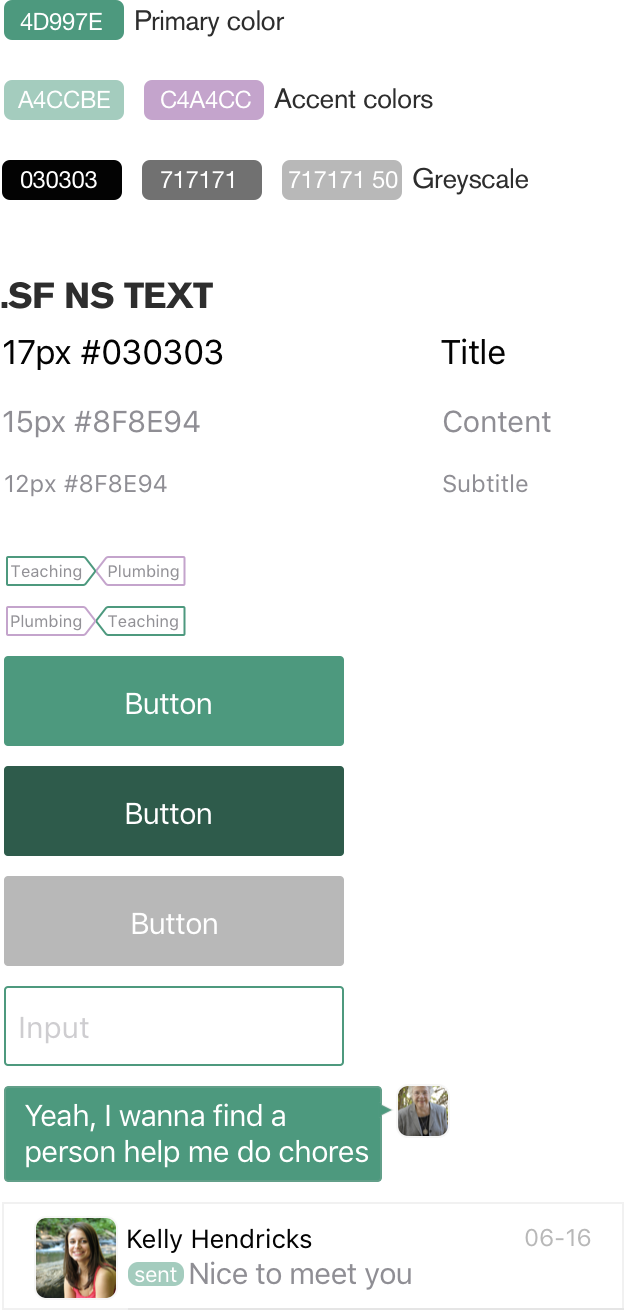 4D997E Primary color
A4CCBE C4A4CC Accent colors
030303 717171 717171 50 Greyscale
.SF NS TEXT
17px #030303 Title
15px #8F8E94 Content
12px #8F8E94 Subtitle
Teaching Plumbing
Plumbing Teaching
Button
Button
Button
Input
Yeah, I wanna find a
person help me do chores
Kelly Hendricks 06-16
sent Nice to meet you